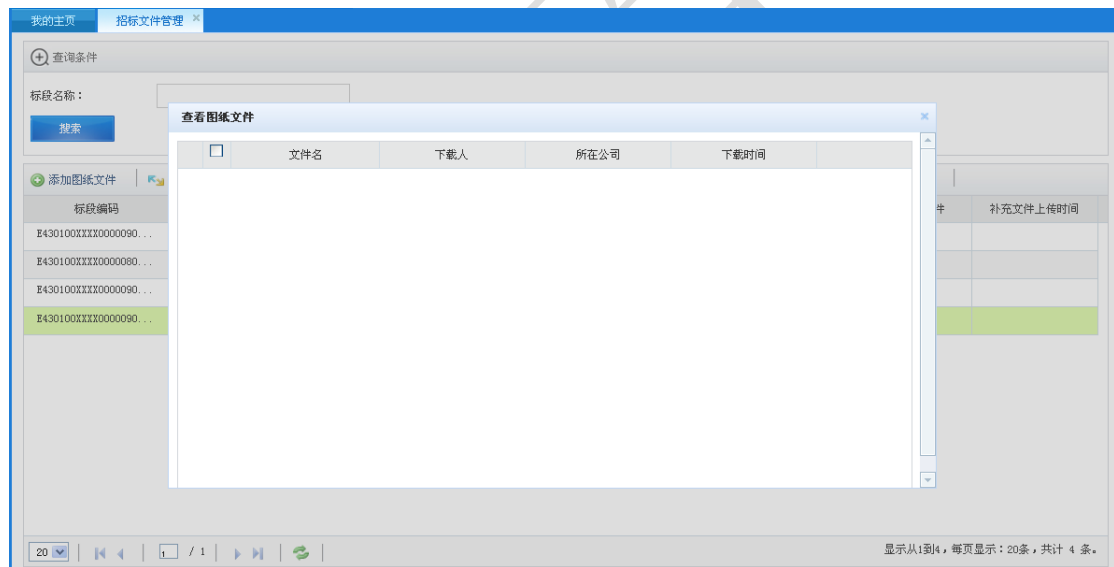 我的主页 招标文件管理
查询条件
标段名称：
搜索
查看图纸文件
文件名 下载人 所在公司 下载时间
添加图纸文件
标段编码 件 补充文件上传时间
E430100XXXX0000090...
E430100XXXX0000080...
E430100XXXX0000090...
E430100XXXX0000090...
20 1 / 1 显示从1到4，每页显示：20条，共计 4 条。